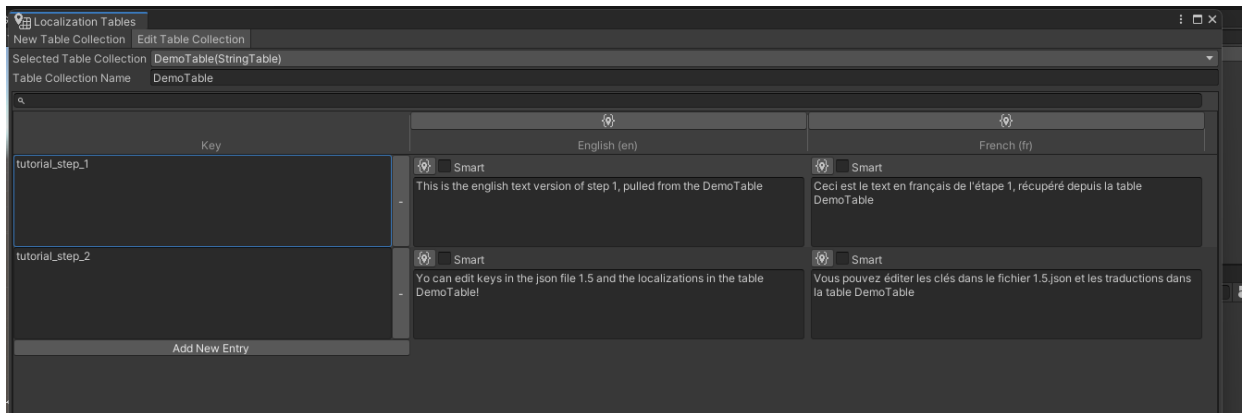 Localization Tables
New Table Collection Edit Table Collection
Selected Table Collection DemoTable(StringTable)
Table Collection Name DemoTable
Key English (en) French (fr)
tutorial_step_1
Smart
This is the english text version of step 1, pulled from the DemoTable
Smart
Ceci est le text en français de l'étape 1, récupéré depuis la table
DemoTable
tutorial_step_2
Smart
Yo can edit keys in the json file 1.5 and the localizations in the table
DemoTable!
Smart
Vous pouvez éditer les clés dans le fichier 1.5.json et les traductions dans
la table DemoTable
Add New Entry